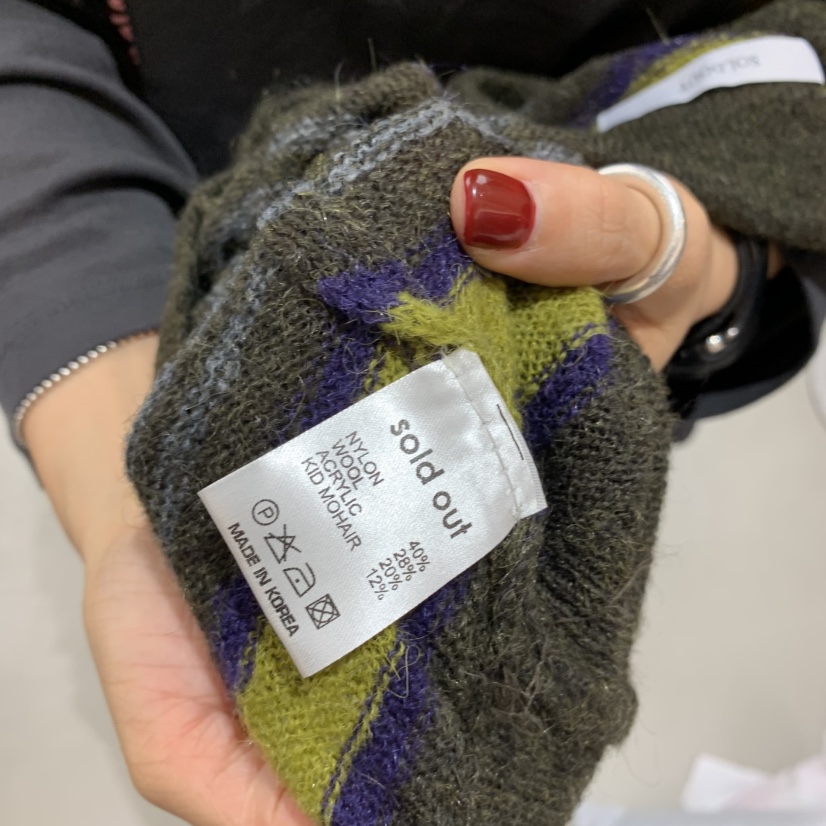 sold out
NYLON 40%
WOOL 28%
ACRYLIC 20%
KID MOHAIR 12%
P
MADE IN KOREA